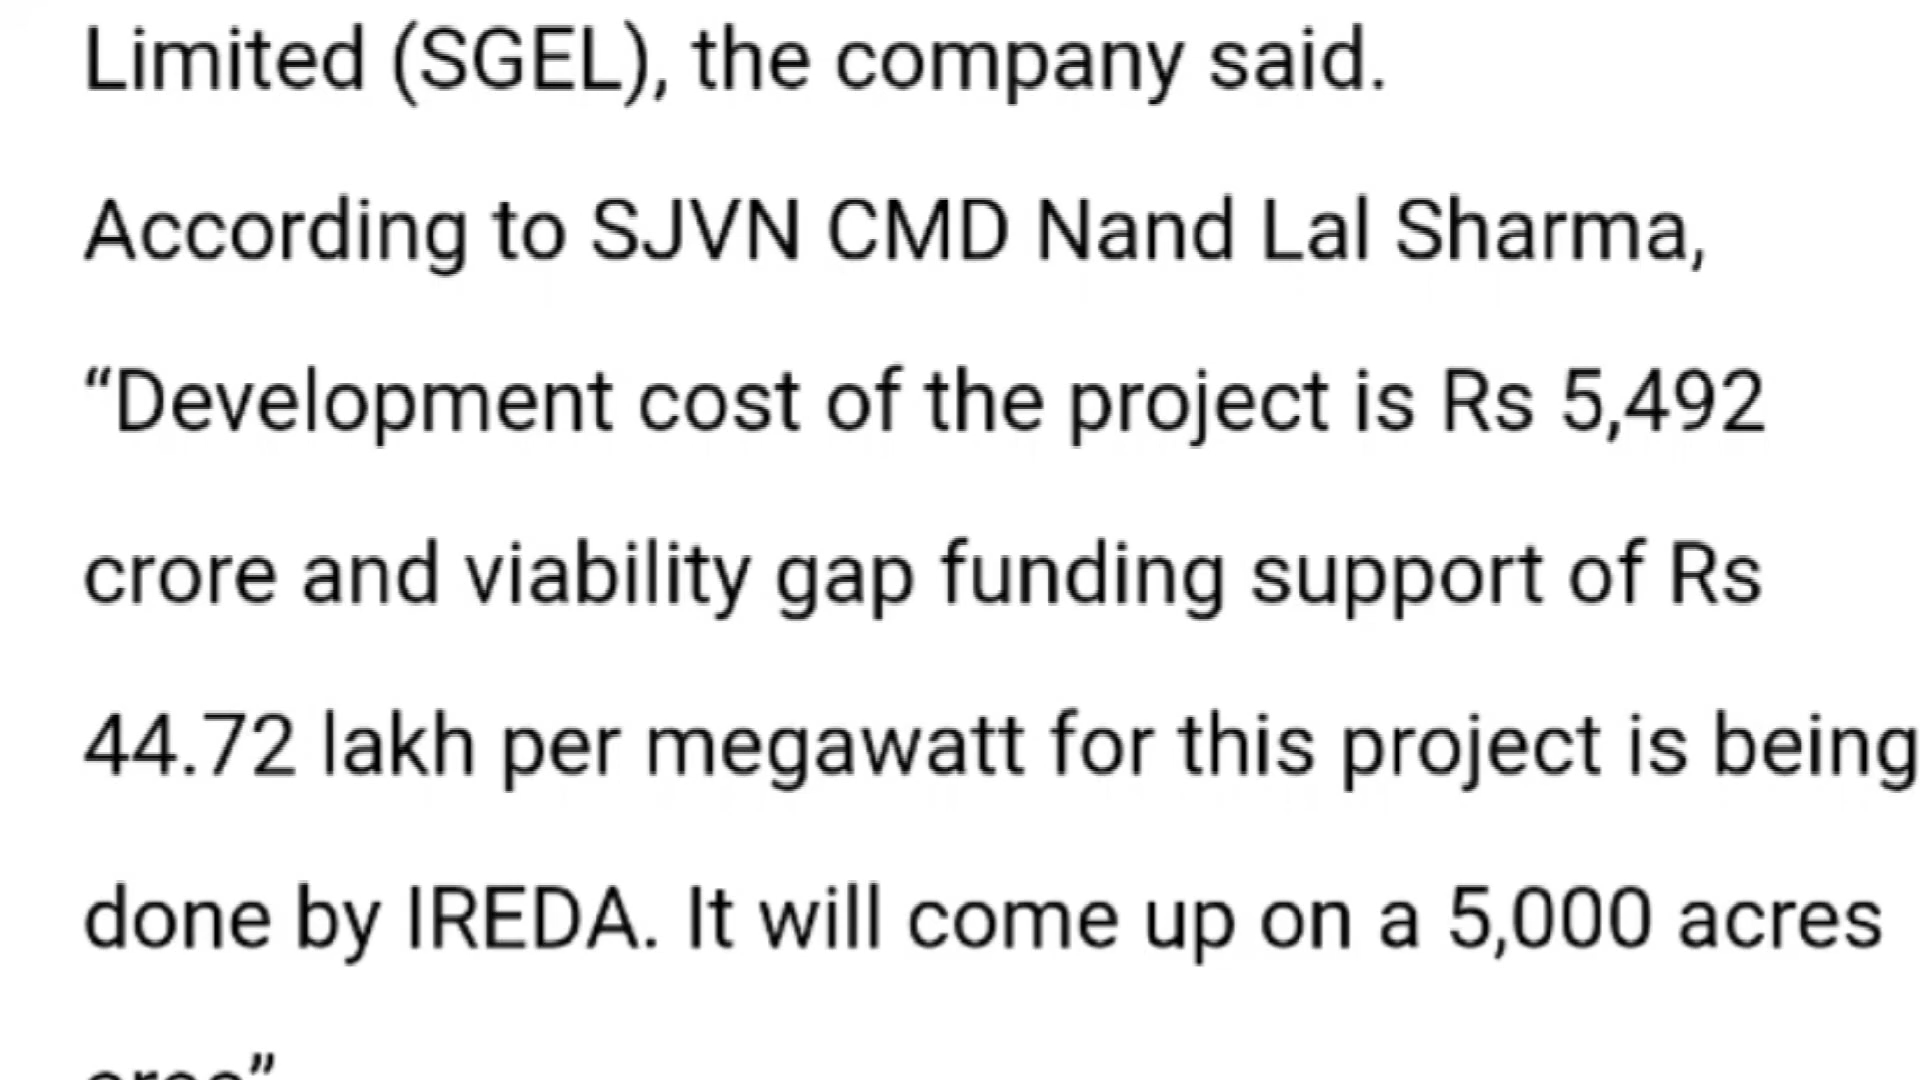 Limited (SGEL), the company said.
According to SJVN CMD Nand Lal Sharma,
“Development cost of the project is Rs 5,492
crore and viability gap funding support of Rs
44.72 lakh per megawatt for this project is being
done by IREDA. It will come up on a 5,000 acres